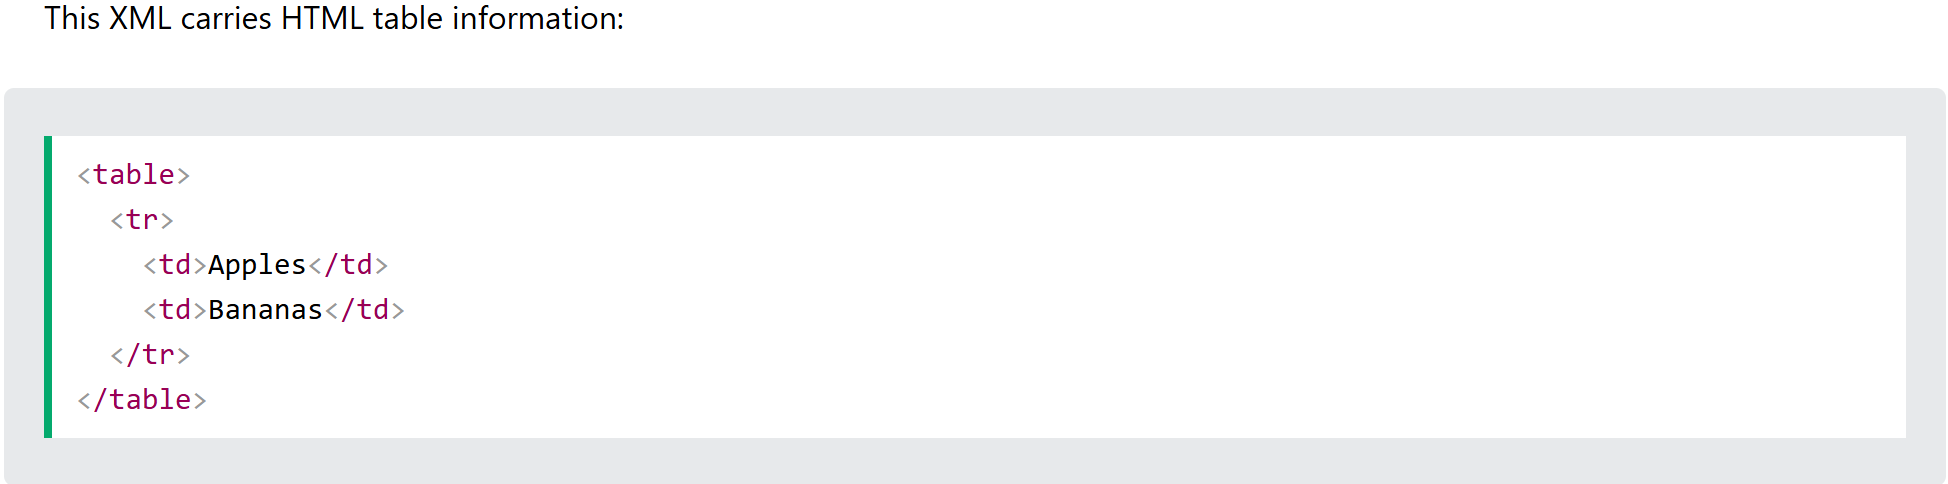 This XML carries HTML table information:
<table>
  <tr>
    <td>Apples</td>
    <td>Bananas</td>
  </tr>
</table>